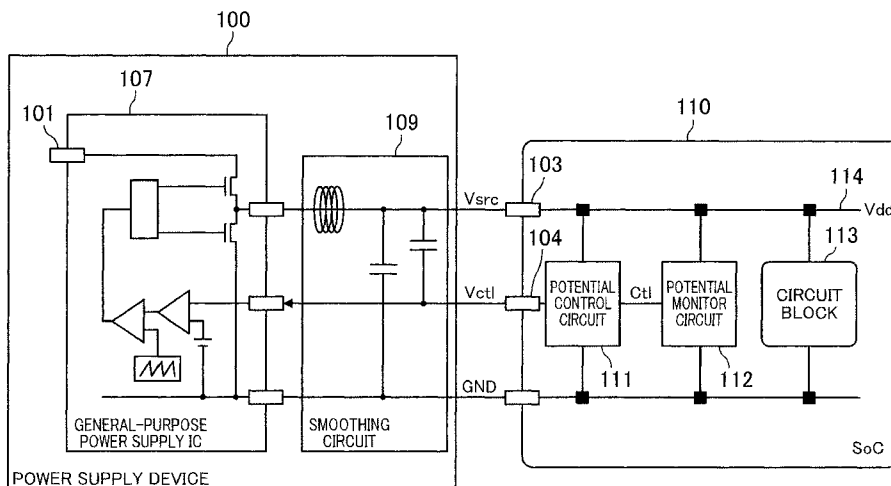 100
107
110
101
109
103
114
Vsrc
Vdd
113
104
POTENTIAL
CONTROL
CIRCUIT
Ctl
POTENTIAL
MONITOR
CIRCUIT
CIRCUIT
BLOCK
Vctl
111
112
GND
GENERAL-PURPOSE
POWER SUPPLY IC
SMOOTHING
CIRCUIT
SoC
POWER SUPPLY DEVICE